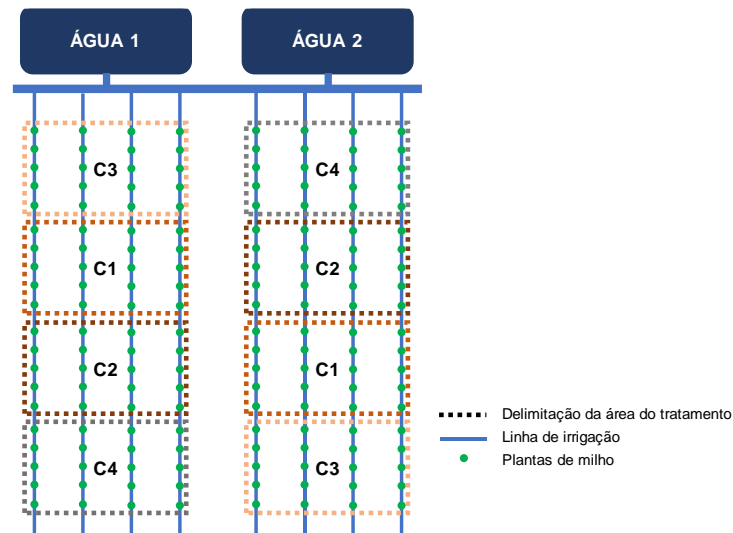 ÁGUA 1
ÁGUA 2
C3
C4
C1
C2
C2
C1
C4
C3
Delimitação da área do tratamento
Linha de irrigação
Plantas de milho